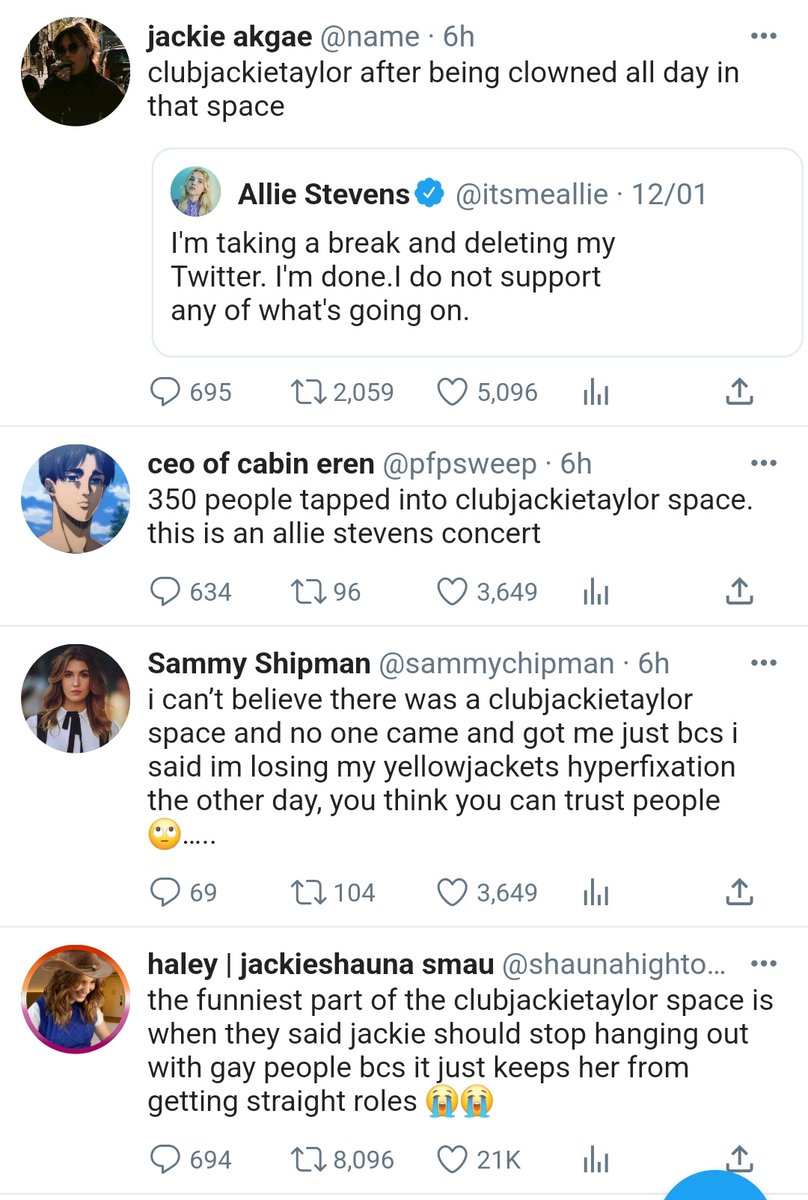 jackie akgae @name · 6h
clubjackietaylor after being clowned all day in
that space
Allie Stevens @itsmeallie · 12/01
I'm taking a break and deleting my
Twitter. I'm done.I do not support
any of what's going on.
695 2,059 5,096
ceo of cabin eren @pfpsweep · 6h
350 people tapped into clubjackietaylor space.
this is an allie stevens concert
634 96 3,649
Sammy Shipman @sammychipman · 6h
i can’t believe there was a clubjackietaylor
space and no one came and got me just bcs i
said im losing my yellowjackets hyperfixation
the other day, you think you can trust people
🙄.....
69 104 3,649
haley | jackieshauna smau @shaunahighto...
the funniest part of the clubjackietaylor space is
when they said jackie should stop hanging out
with gay people bcs it just keeps her from
getting straight roles 😭😭
694 8,096 21K